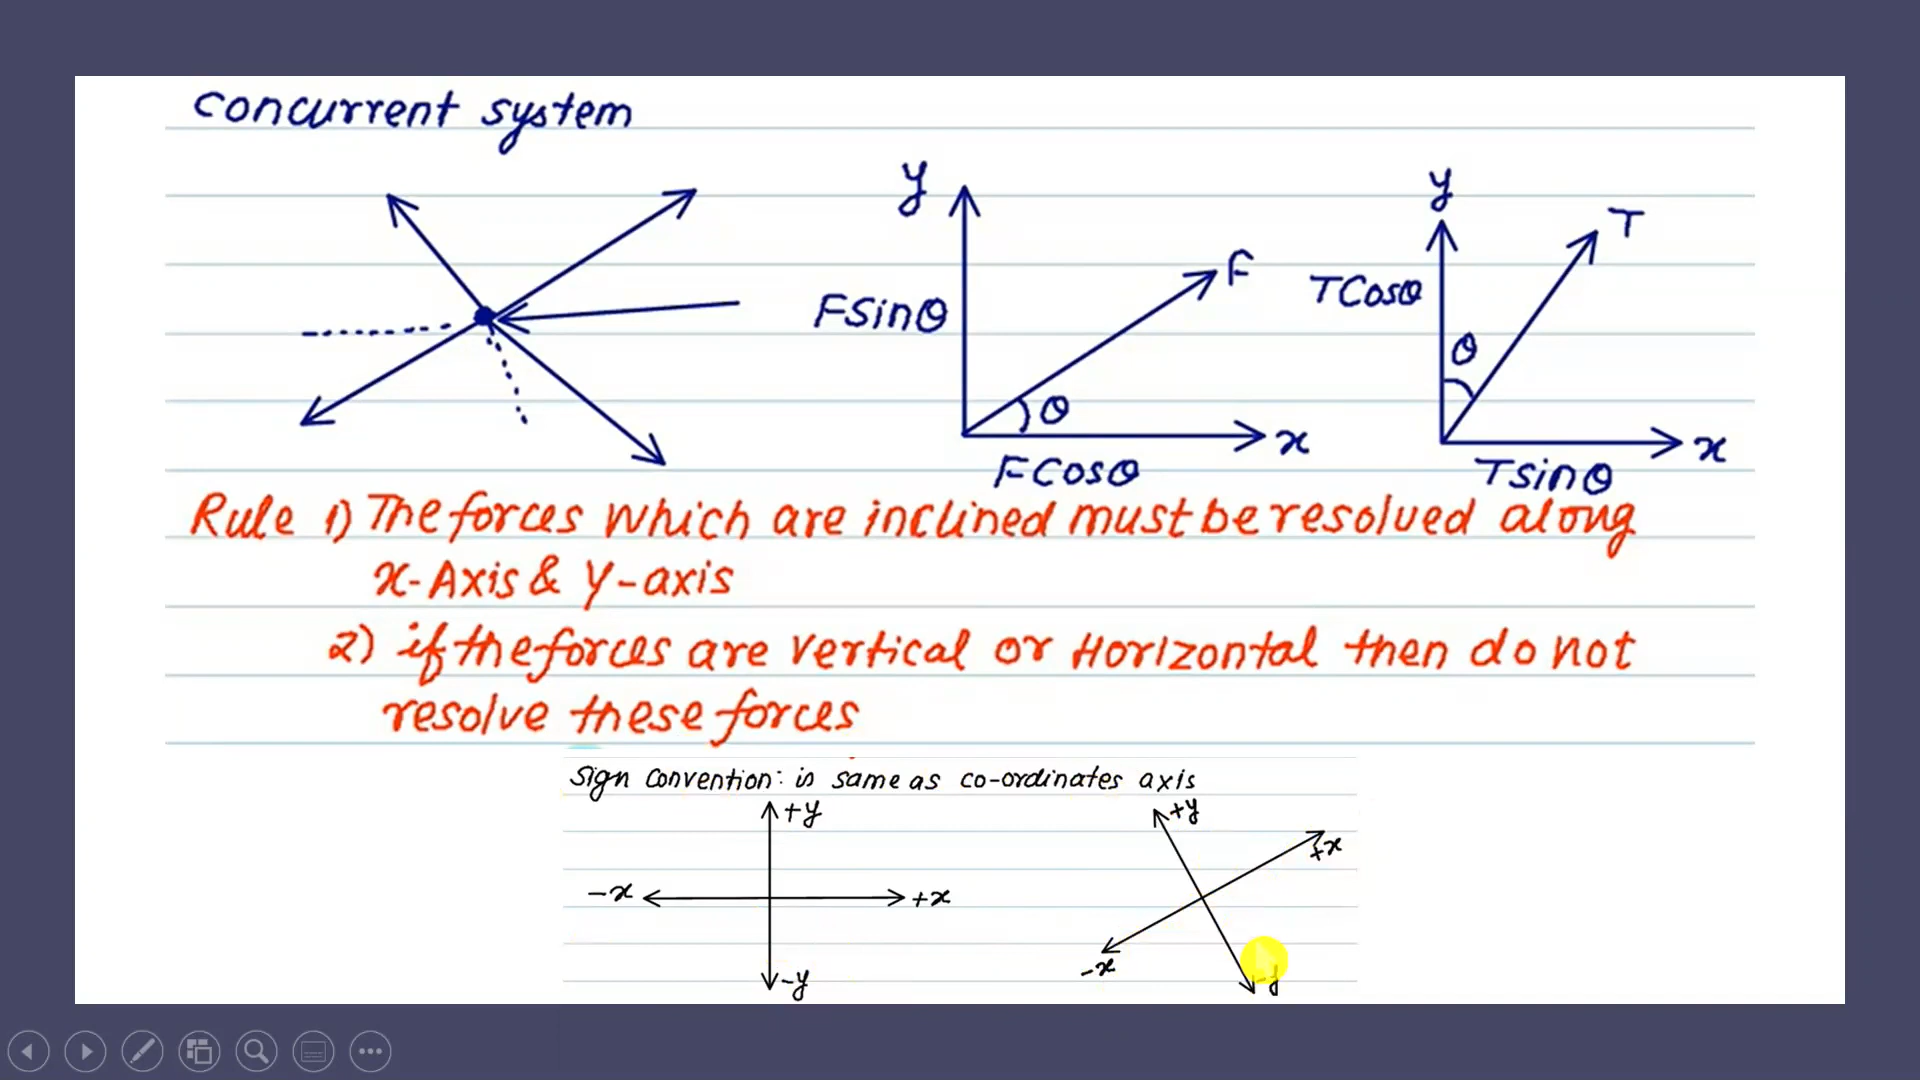 Concurrent system
y
F
FSinθ
θ
x
FCosθ
y
T
TCosθ
θ
x
Tsinθ
Rule 1) The forces which are inclined must be resolved along
x-Axis & Y-axis
2) if the forces are vertical or Horizontal then do not
resolve these forces
Sign Convention: is same as co-ordinates axis
+y
-x
+x
-y
+y
+x
-x
-y